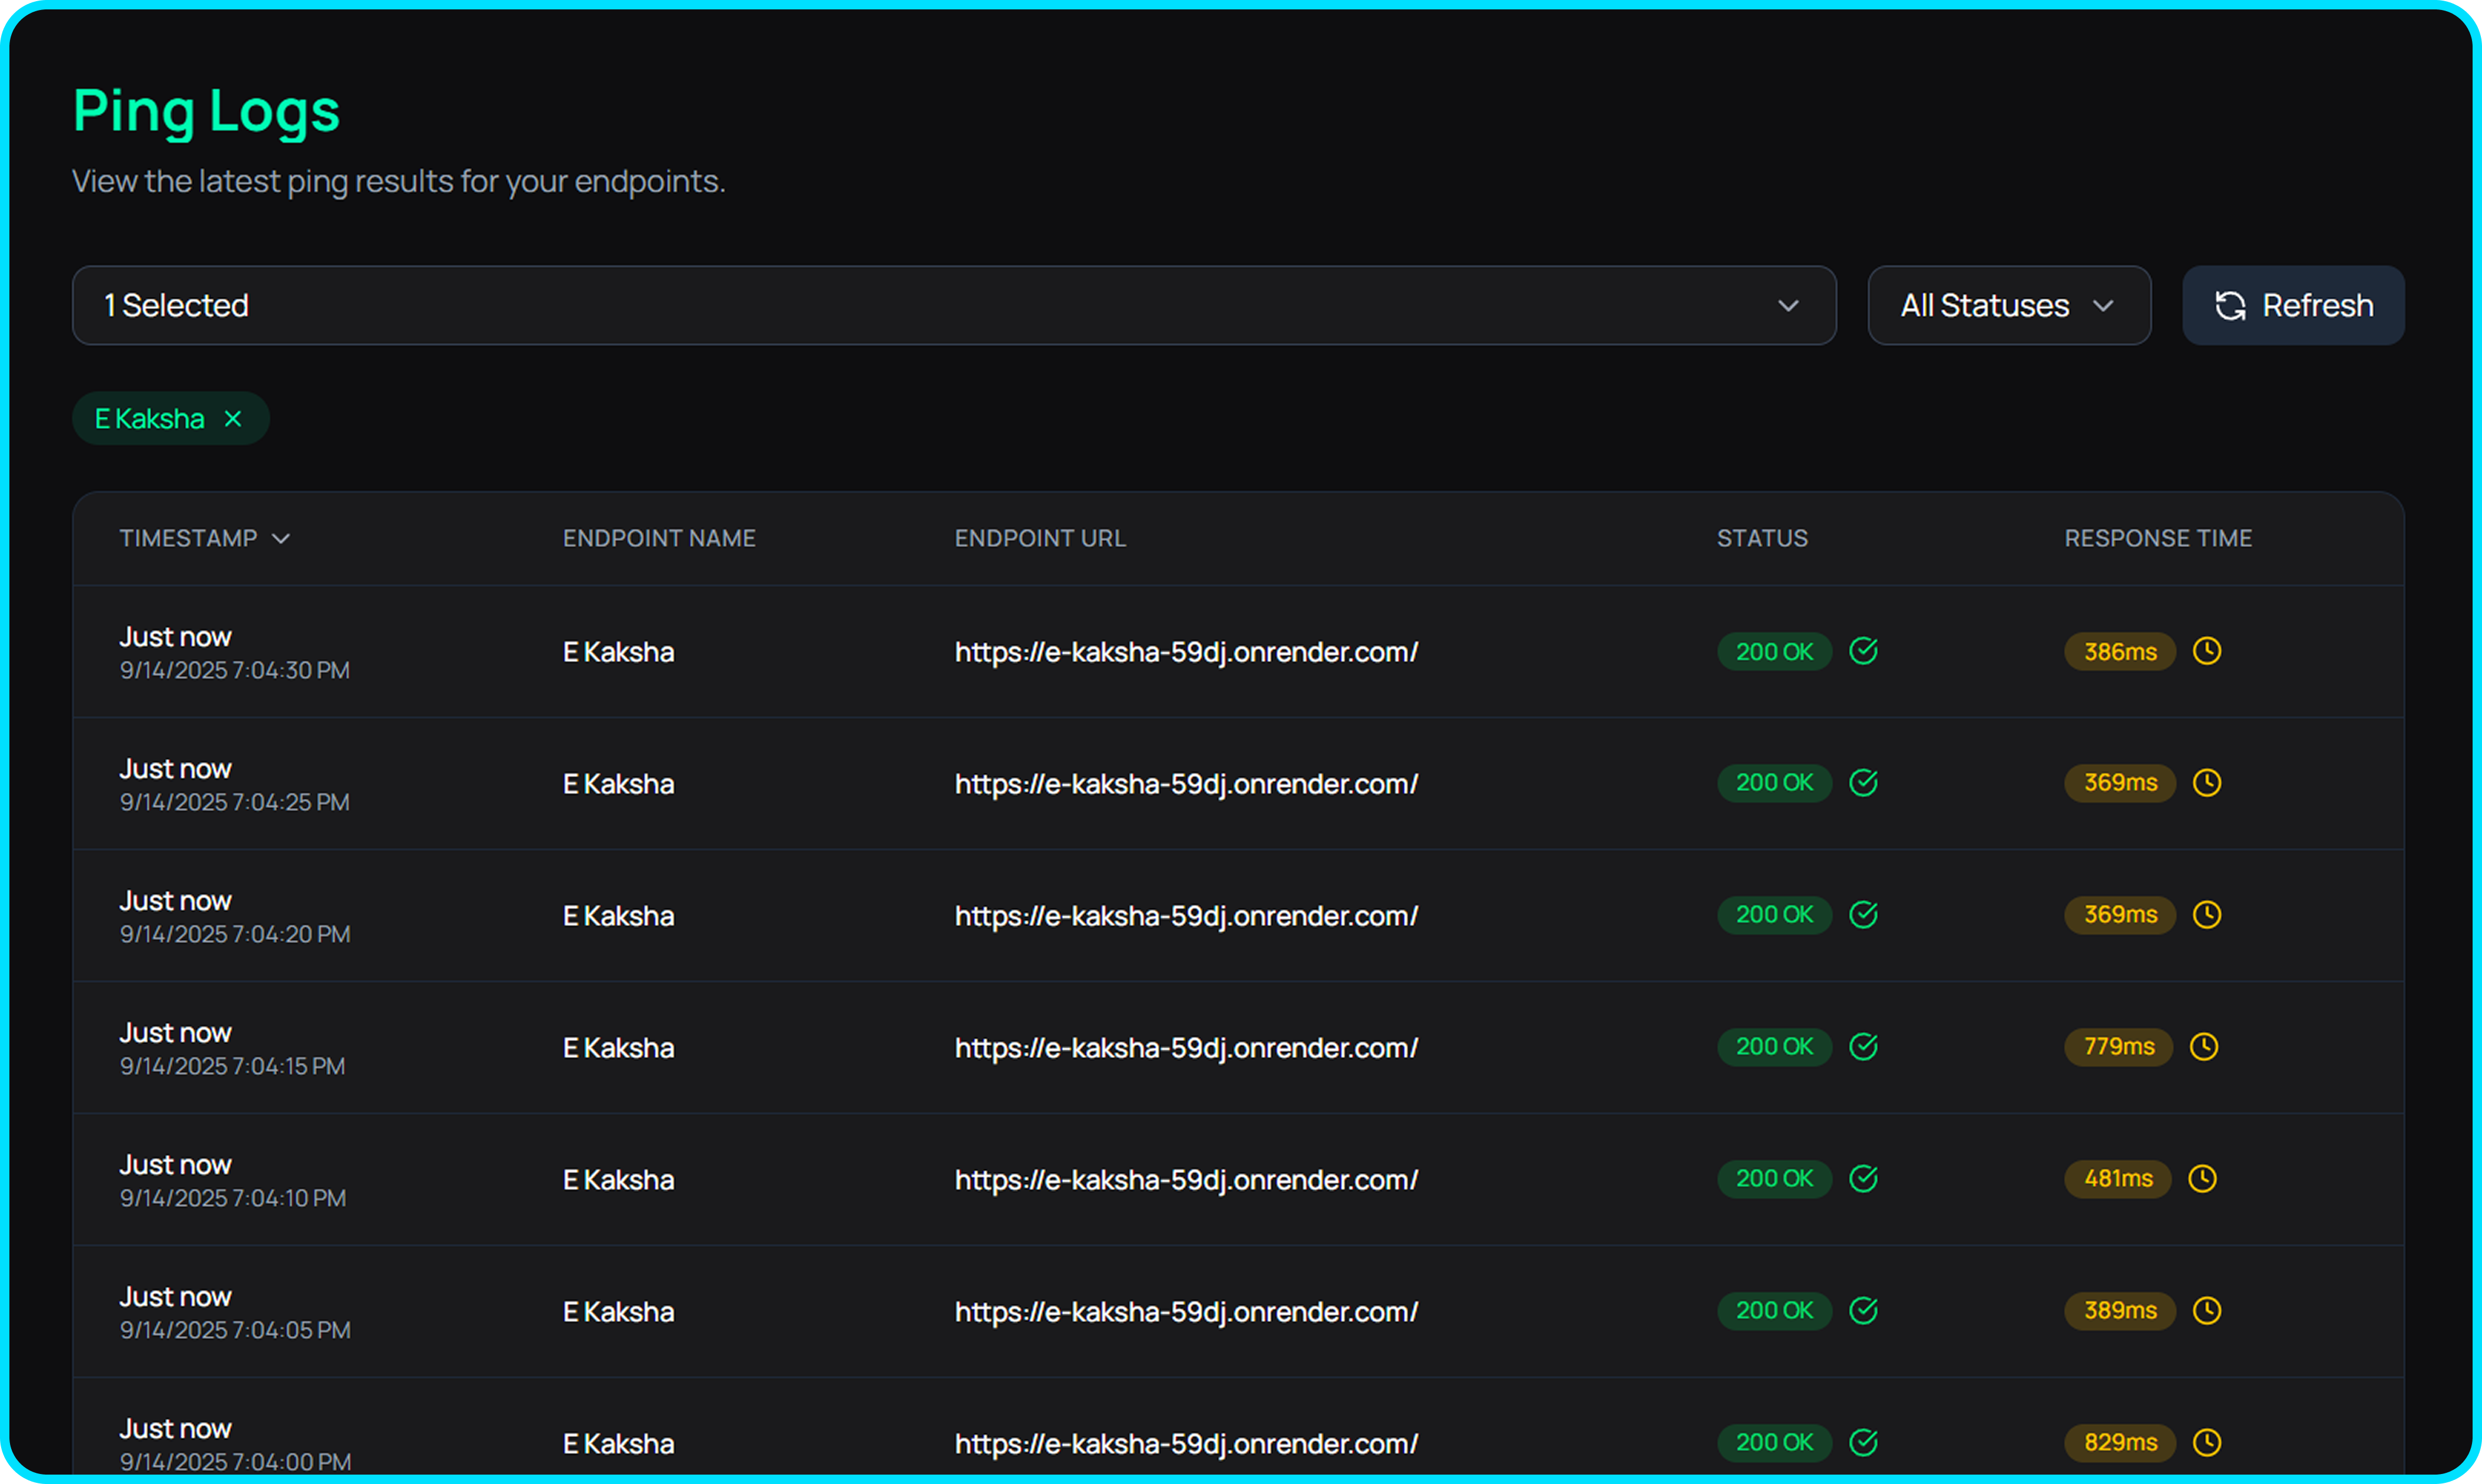 Ping Logs
View the latest ping results for your endpoints.
1 Selected All Statuses Refresh
E Kaksha
TIMESTAMP ENDPOINT NAME ENDPOINT URL STATUS RESPONSE TIME
Just now
9/14/2025 7:04:30 PM E Kaksha https://e-kaksha-59dj.onrender.com/ 200 OK 386ms
Just now
9/14/2025 7:04:25 PM E Kaksha https://e-kaksha-59dj.onrender.com/ 200 OK 369ms
Just now
9/14/2025 7:04:20 PM E Kaksha https://e-kaksha-59dj.onrender.com/ 200 OK 369ms
Just now
9/14/2025 7:04:15 PM E Kaksha https://e-kaksha-59dj.onrender.com/ 200 OK 779ms
Just now
9/14/2025 7:04:10 PM E Kaksha https://e-kaksha-59dj.onrender.com/ 200 OK 481ms
Just now
9/14/2025 7:04:05 PM E Kaksha https://e-kaksha-59dj.onrender.com/ 200 OK 389ms
Just now
9/14/2025 7:04:00 PM E Kaksha https://e-kaksha-59dj.onrender.com/ 200 OK 829ms